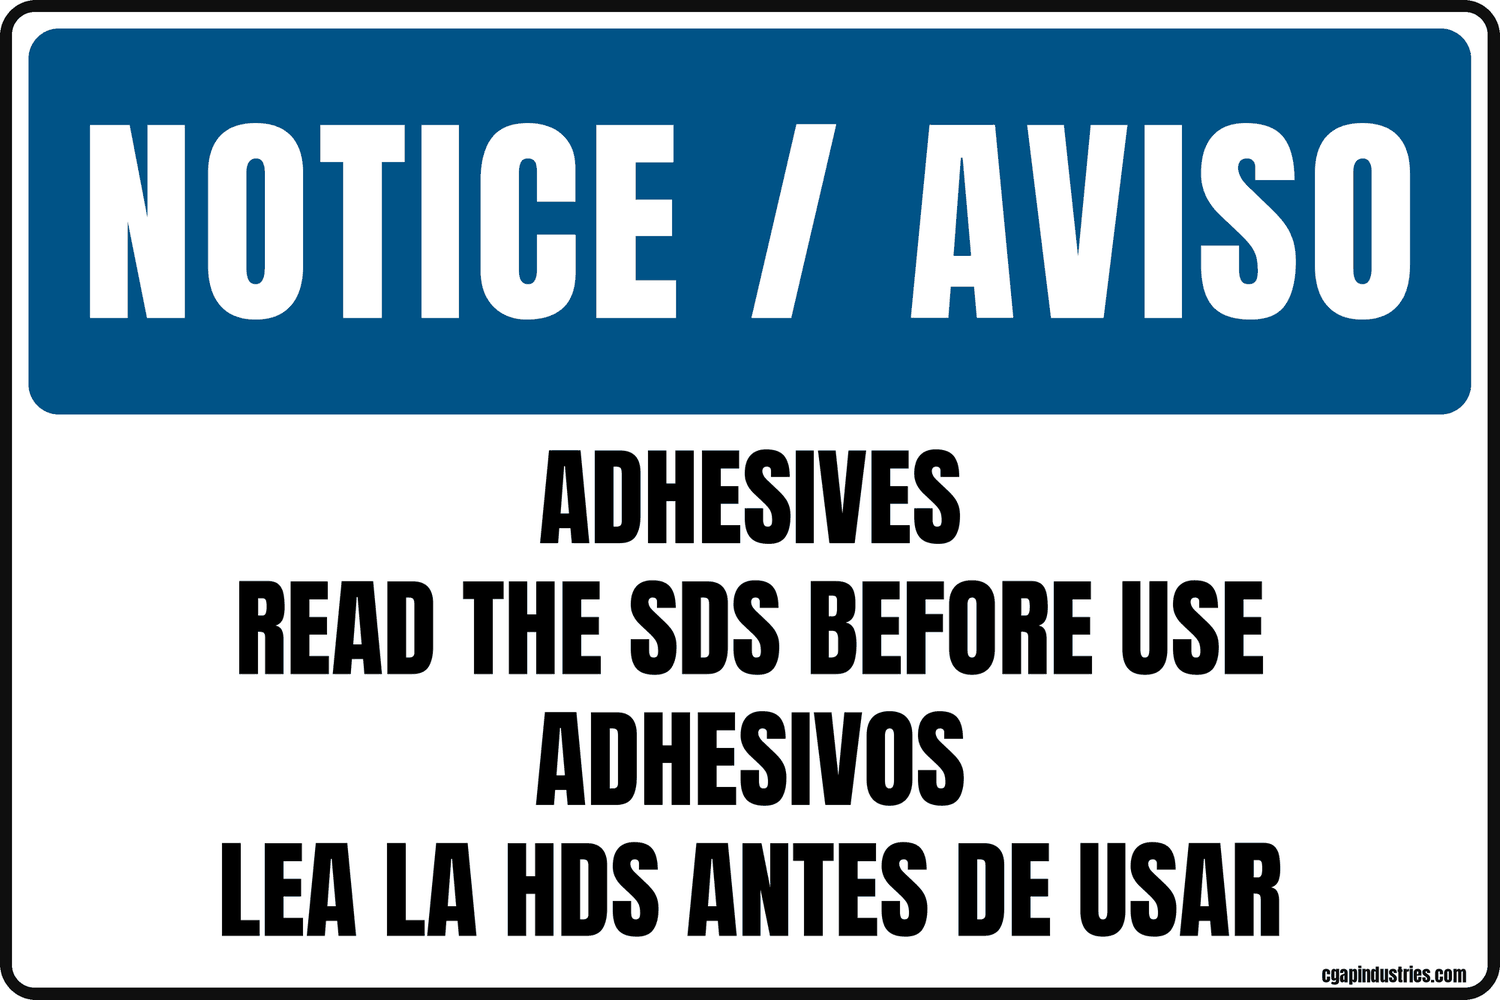 NOTICE / AVISO
ADHESIVES
READ THE SDS BEFORE USE
ADHESIVOS
LEA LA HDS ANTES DE USAR
cgapindustries.com